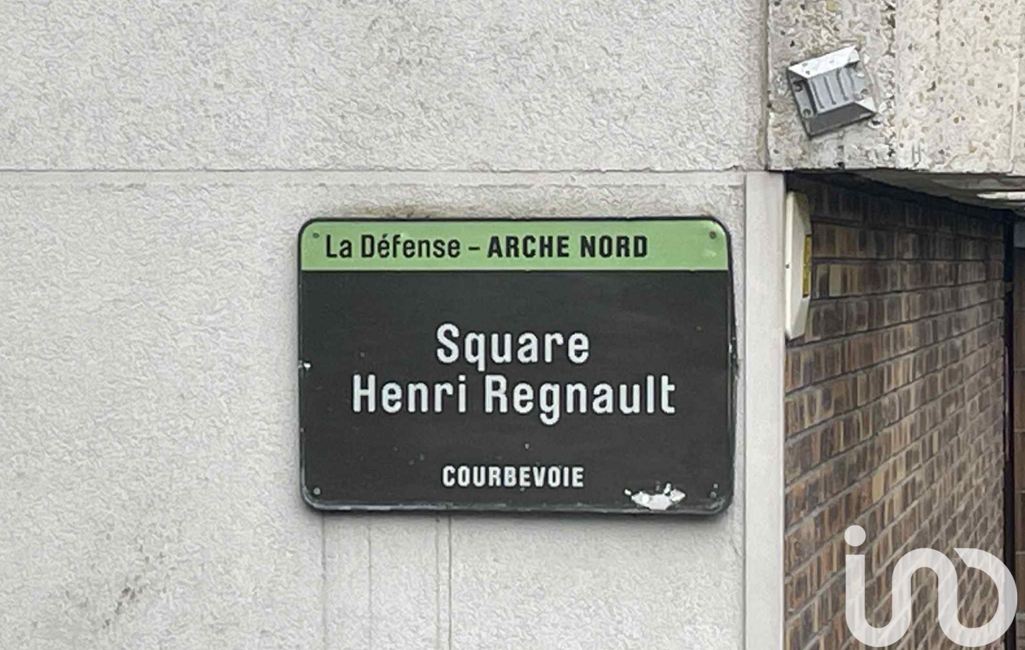 La Défense – ARCHE NORD
Square
Henri Regnault
COURBEVOIE